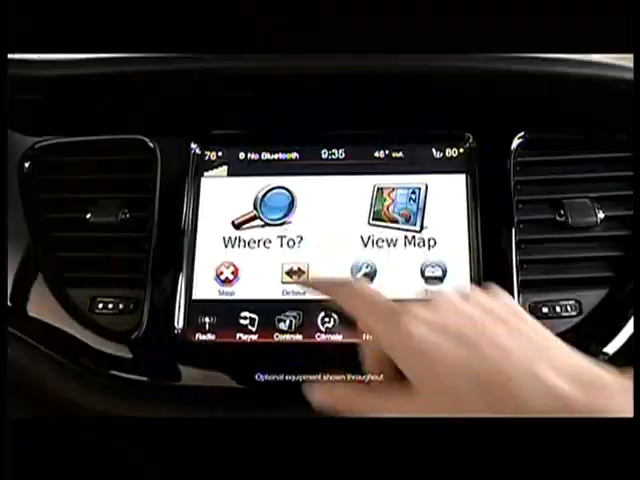 76° No Bluetooth 9:35 46° out. 80°
Where To? View Map
Stop Detour
Radio Player Controls Climate
Optional equipment shown throughout